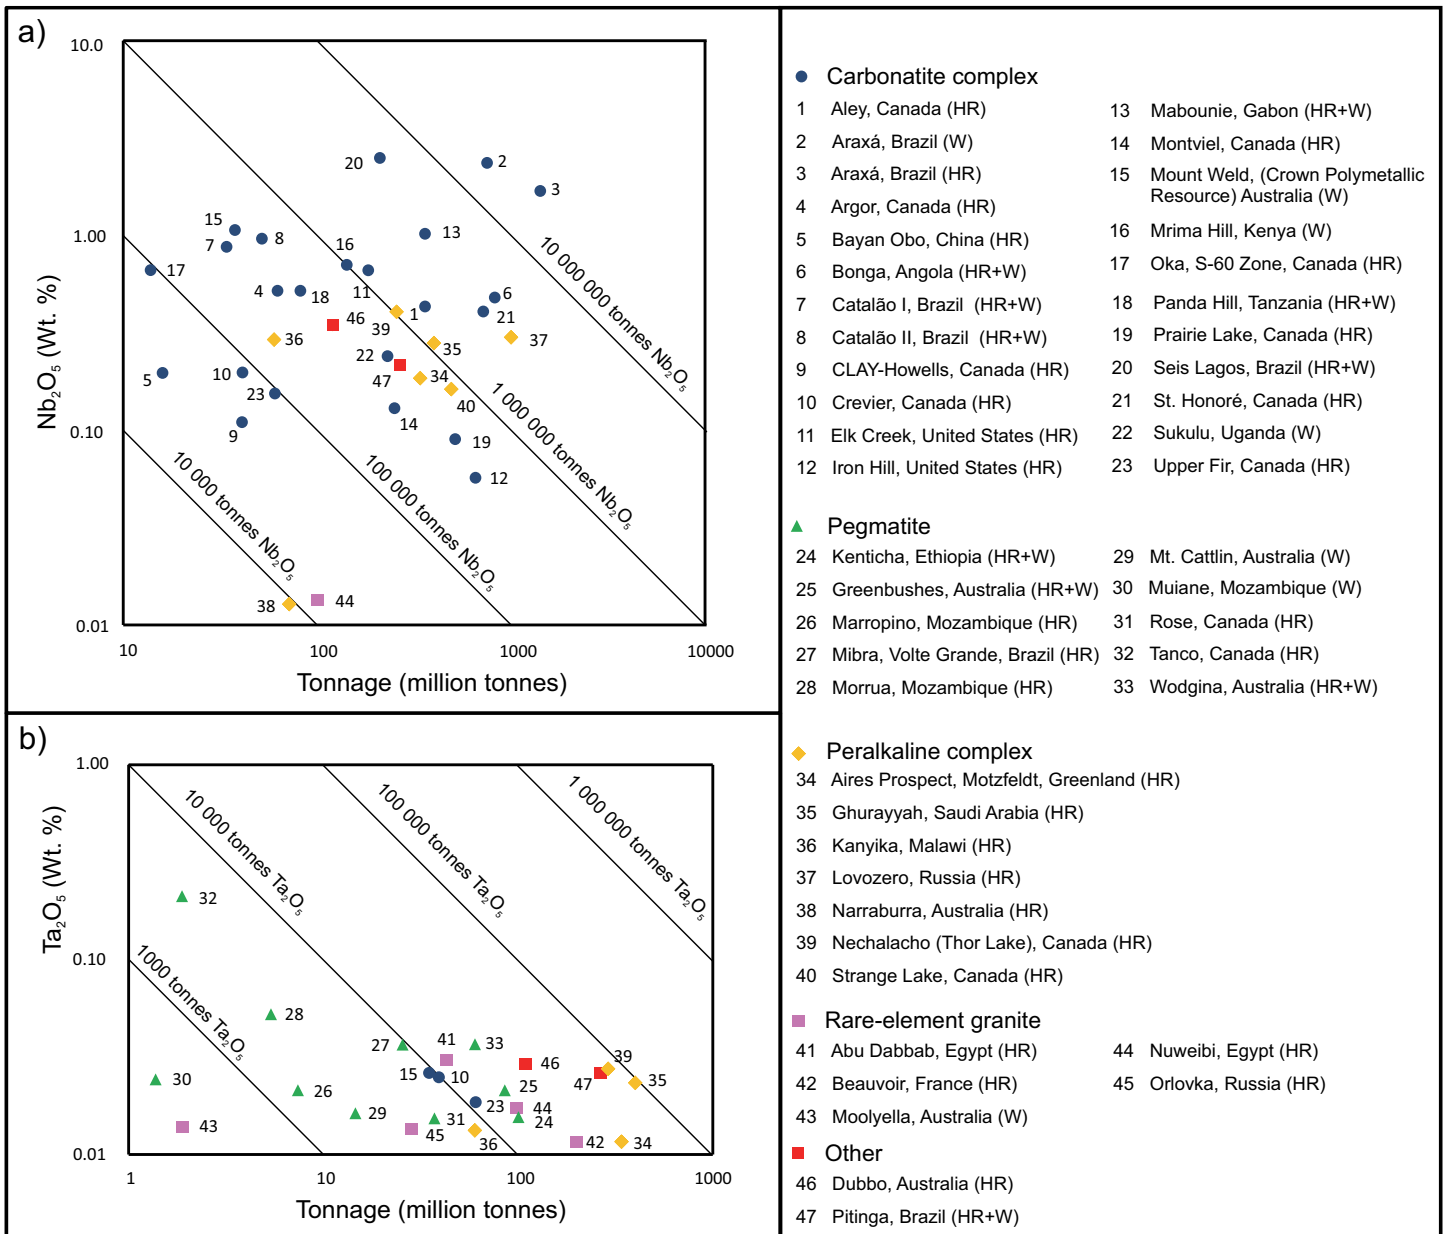 a)
10.0
1.00
0.10
0.01
Nb₂O₅ (Wt. %)
10
100
1000
10000
Tonnage (million tonnes)
10 000 tonnes Nb₂O₅
100 000 tonnes Nb₂O₅
1 000 000 tonnes Nb₂O₅
10 000 000 tonnes Nb₂O₅
20
2
3
15
7
8
13
16
17
4
18
11
6
1
21
46
39
36
35
37
22
5
10
47
34
23
40
14
9
19
12
38
44
b)
1.00
0.10
0.01
Ta₂O₅ (Wt. %)
1
10
100
1000
Tonnage (million tonnes)
1000 tonnes Ta₂O₅
10 000 tonnes Ta₂O₅
100 000 tonnes Ta₂O₅
1 000 000 tonnes Ta₂O₅
32
28
27
41
33
46
39
30
15
10
47
35
26
25
23
44
29
31
24
43
45
36
42
34
Carbonatite complex
1 Aley, Canada (HR)
2 Araxá, Brazil (W)
3 Araxá, Brazil (HR)
4 Argor, Canada (HR)
5 Bayan Obo, China (HR)
6 Bonga, Angola (HR+W)
7 Catalão I, Brazil (HR+W)
8 Catalão II, Brazil (HR+W)
9 CLAY-Howells, Canada (HR)
10 Crevier, Canada (HR)
11 Elk Creek, United States (HR)
12 Iron Hill, United States (HR)
13 Mabounie, Gabon (HR+W)
14 Montviel, Canada (HR)
15 Mount Weld, (Crown Polymetallic
Resource) Australia (W)
16 Mrima Hill, Kenya (W)
17 Oka, S-60 Zone, Canada (HR)
18 Panda Hill, Tanzania (HR+W)
19 Prairie Lake, Canada (HR)
20 Seis Lagos, Brazil (HR+W)
21 St. Honoré, Canada (HR)
22 Sukulu, Uganda (W)
23 Upper Fir, Canada (HR)
Pegmatite
24 Kenticha, Ethiopia (HR+W)
25 Greenbushes, Australia (HR+W)
26 Marropino, Mozambique (HR)
27 Mibra, Volte Grande, Brazil (HR)
28 Morrua, Mozambique (HR)
29 Mt. Cattlin, Australia (W)
30 Muiane, Mozambique (W)
31 Rose, Canada (HR)
32 Tanco, Canada (HR)
33 Wodgina, Australia (HR+W)
Peralkaline complex
34 Aires Prospect, Motzfeldt, Greenland (HR)
35 Ghurayyah, Saudi Arabia (HR)
36 Kanyika, Malawi (HR)
37 Lovozero, Russia (HR)
38 Narraburra, Australia (HR)
39 Nechalacho (Thor Lake), Canada (HR)
40 Strange Lake, Canada (HR)
Rare-element granite
41 Abu Dabbab, Egypt (HR)
42 Beauvoir, France (HR)
43 Moolyella, Australia (W)
44 Nuweibi, Egypt (HR)
45 Orlovka, Russia (HR)
Other
46 Dubbo, Australia (HR)
47 Pitinga, Brazil (HR+W)